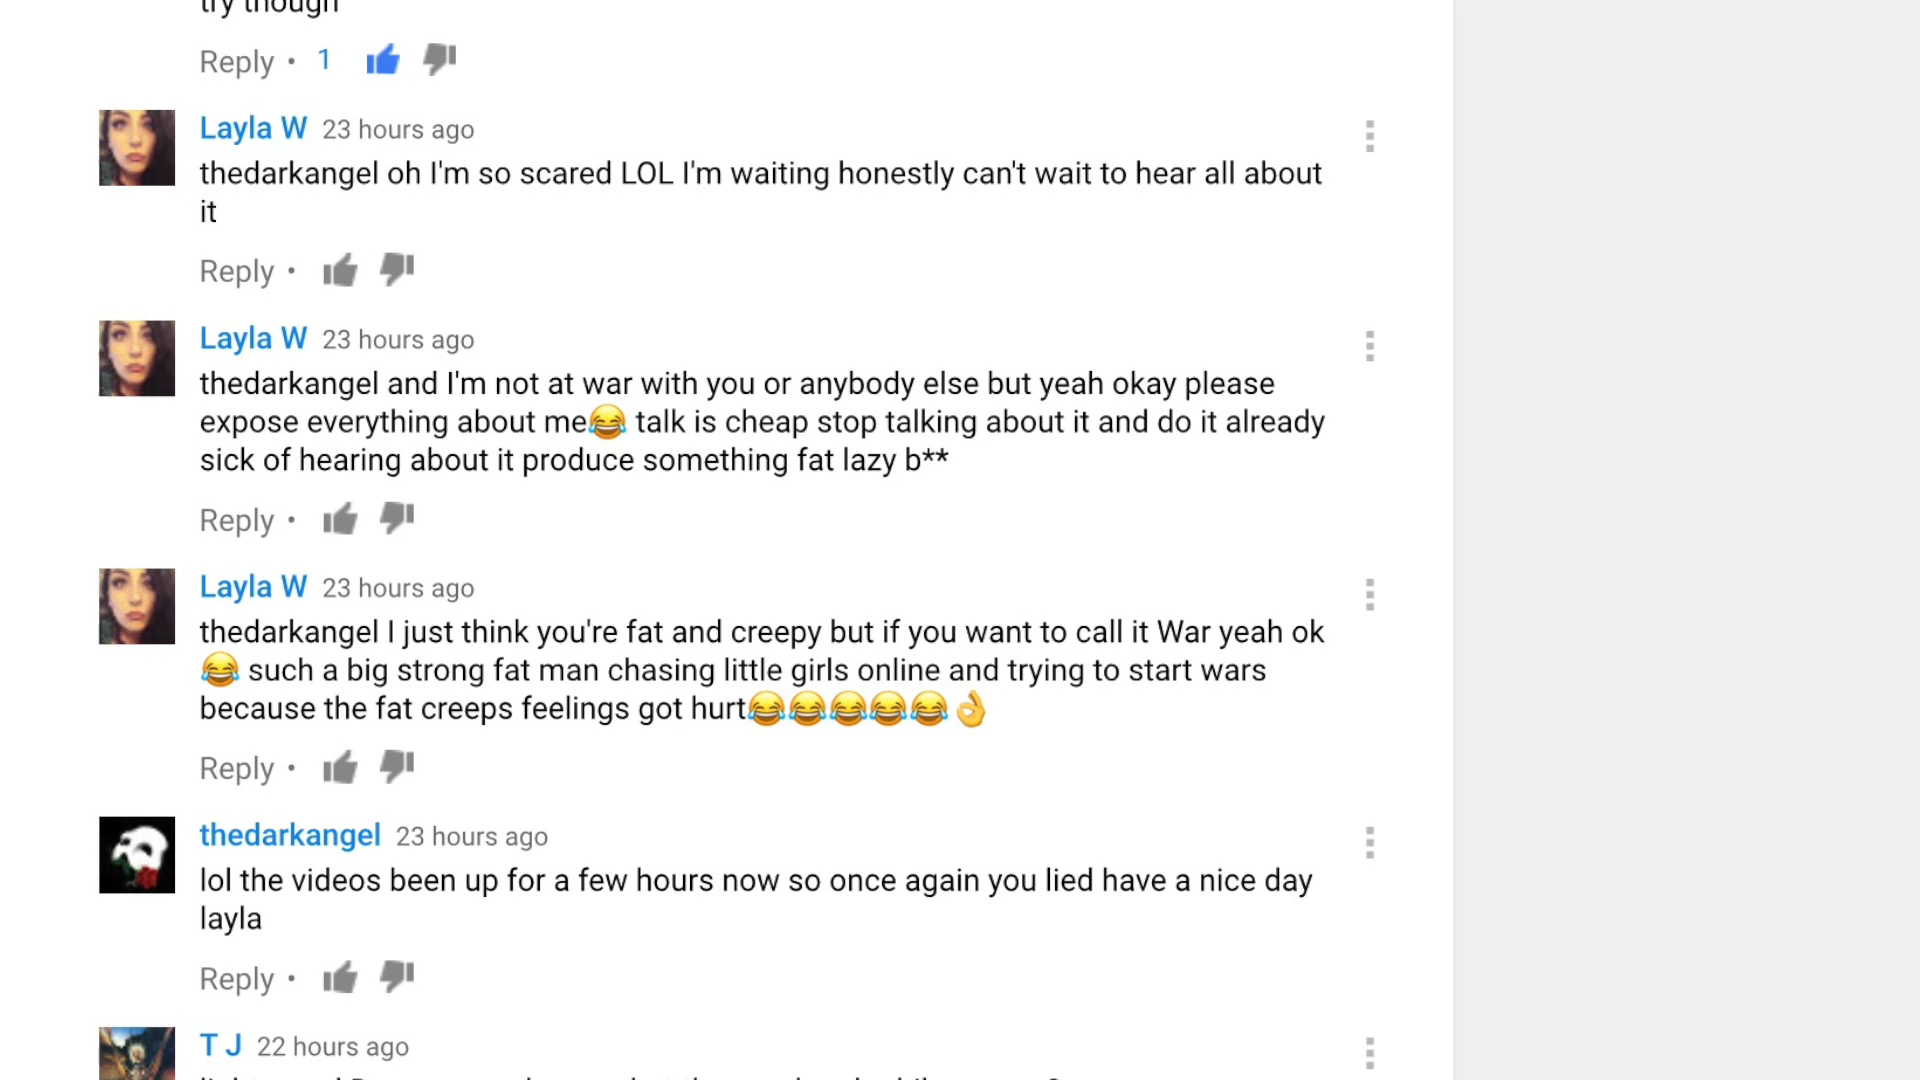 try though
Reply • 1
Layla W 23 hours ago
thedarkangel oh I'm so scared LOL I'm waiting honestly can't wait to hear all about
it
Reply •
Layla W 23 hours ago
thedarkangel and I'm not at war with you or anybody else but yeah okay please
expose everything about me😂 talk is cheap stop talking about it and do it already
sick of hearing about it produce something fat lazy b**
Reply •
Layla W 23 hours ago
thedarkangel I just think you're fat and creepy but if you want to call it War yeah ok
😂 such a big strong fat man chasing little girls online and trying to start wars
because the fat creeps feelings got hurt😂😂😂😂😂👌
Reply •
thedarkangel 23 hours ago
lol the videos been up for a few hours now so once again you lied have a nice day
layla
Reply •
T J 22 hours ago